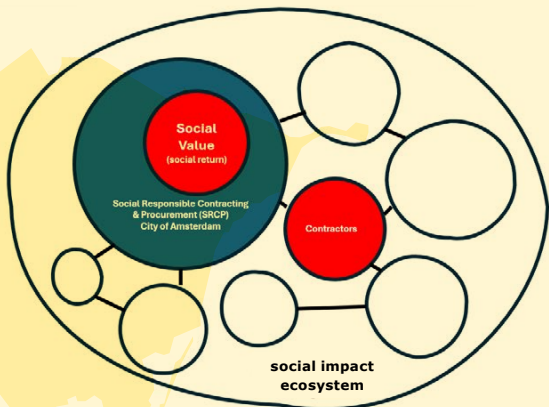 Social
Value
(social return)
Social Responsible Contracting
& Procurement (SRCP)
City of Amsterdam
Contractors
social impact
ecosystem